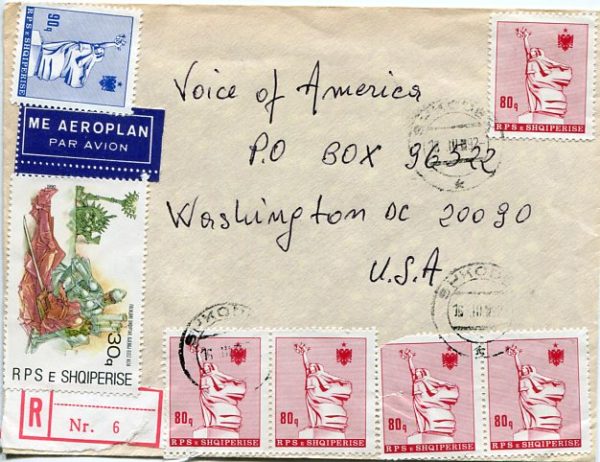 90q
RPS E SHQIPERISE
ME AEROPLAN
PAR AVION
Voice of America
P.O BOX 96322
Washington DC 20090
U.S.A
80q
RPS E SHQIPERISE
1990
30q
RPS E SHQIPERISE
R
Nr. 6
80q
RPS E SHQIPERISE
80q
RPS E SHQIPERISE
80q
RPS E SHQIPERISE
80q
RPS E SHQIPERISE